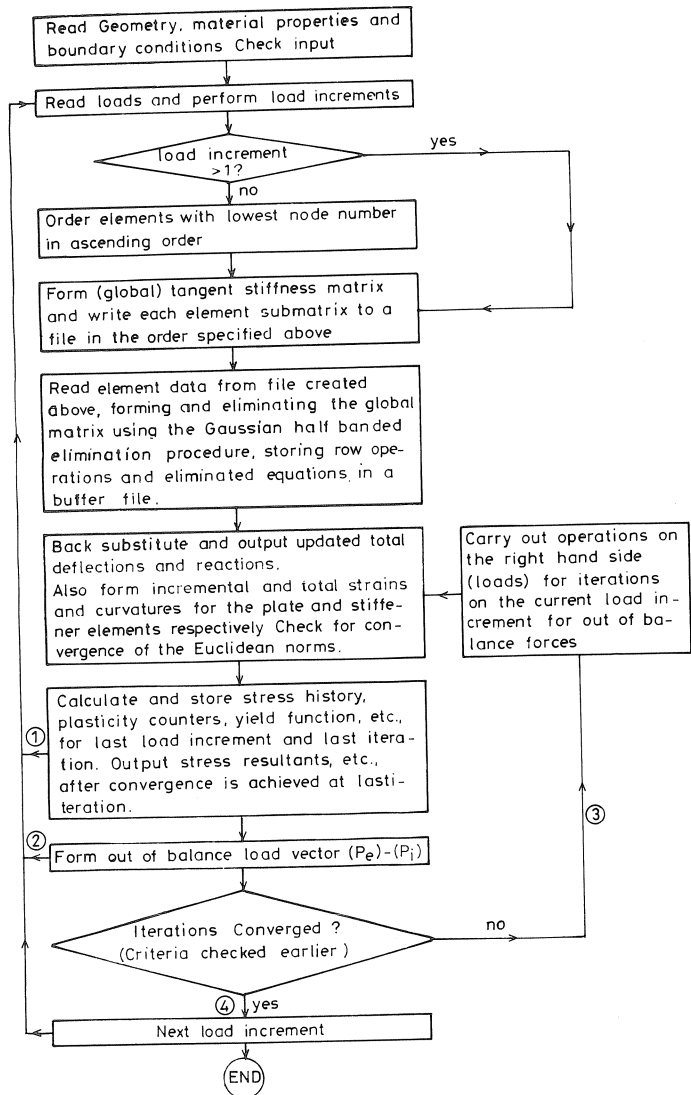 Read Geometry, material properties and
boundary conditions Check input
Read loads and perform load increments
load increment
>1?
yes
no
Order elements with lowest node number
in ascending order
Form (global) tangent stiffness matrix
and write each element submatrix to a
file in the order specified above
Read element data from file created
above, forming and eliminating the global
matrix using the Gaussian half banded
elimination procedure, storing row ope-
rations and eliminated equations in a
buffer file.
Back substitute and output updated total
deflections and reactions.
Also form incremental and total strains
and curvatures for the plate and stiffe-
ner elements respectively Check for con-
vergence of the Euclidean norms.
Carry out operations on
the right hand side
(loads) for iterations
on the current load in-
crement for out of ba-
lance forces
Calculate and store stress history,
plasticity counters, yield function, etc.,
for last load increment and last itera-
tion. Output stress resultants, etc.,
after convergence is achieved at lasti-
teration.
①
②
③
Form out of balance load vector (Pe)-(Pi)
Iterations Converged ?
(Criteria checked earlier)
no
④ yes
Next load increment
END